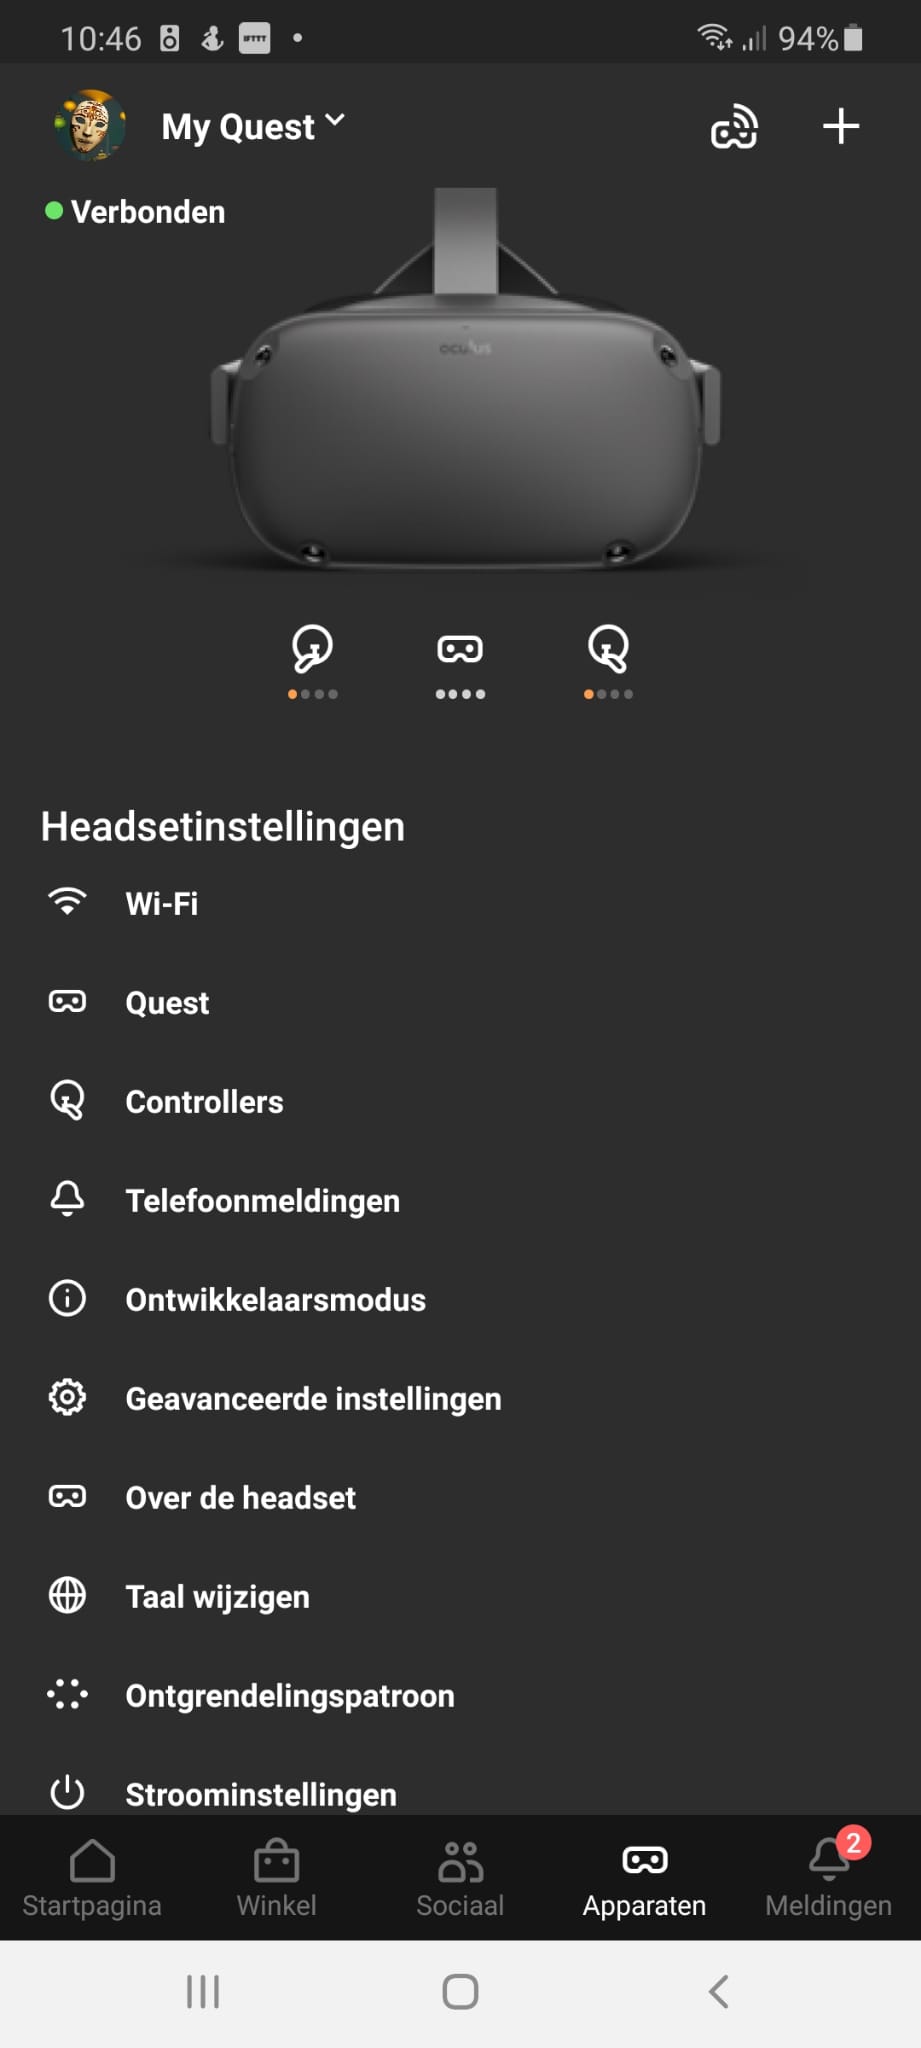 10:46 IFTTT 94%
My Quest
Verbonden
oculus
Headsetinstellingen
Wi-Fi
Quest
Controllers
Telefoonmeldingen
Ontwikkelaarsmodus
Geavanceerde instellingen
Over de headset
Taal wijzigen
Ontgrendelingspatroon
Stroominstellingen
2
Startpagina Winkel Sociaal Apparaten Meldingen